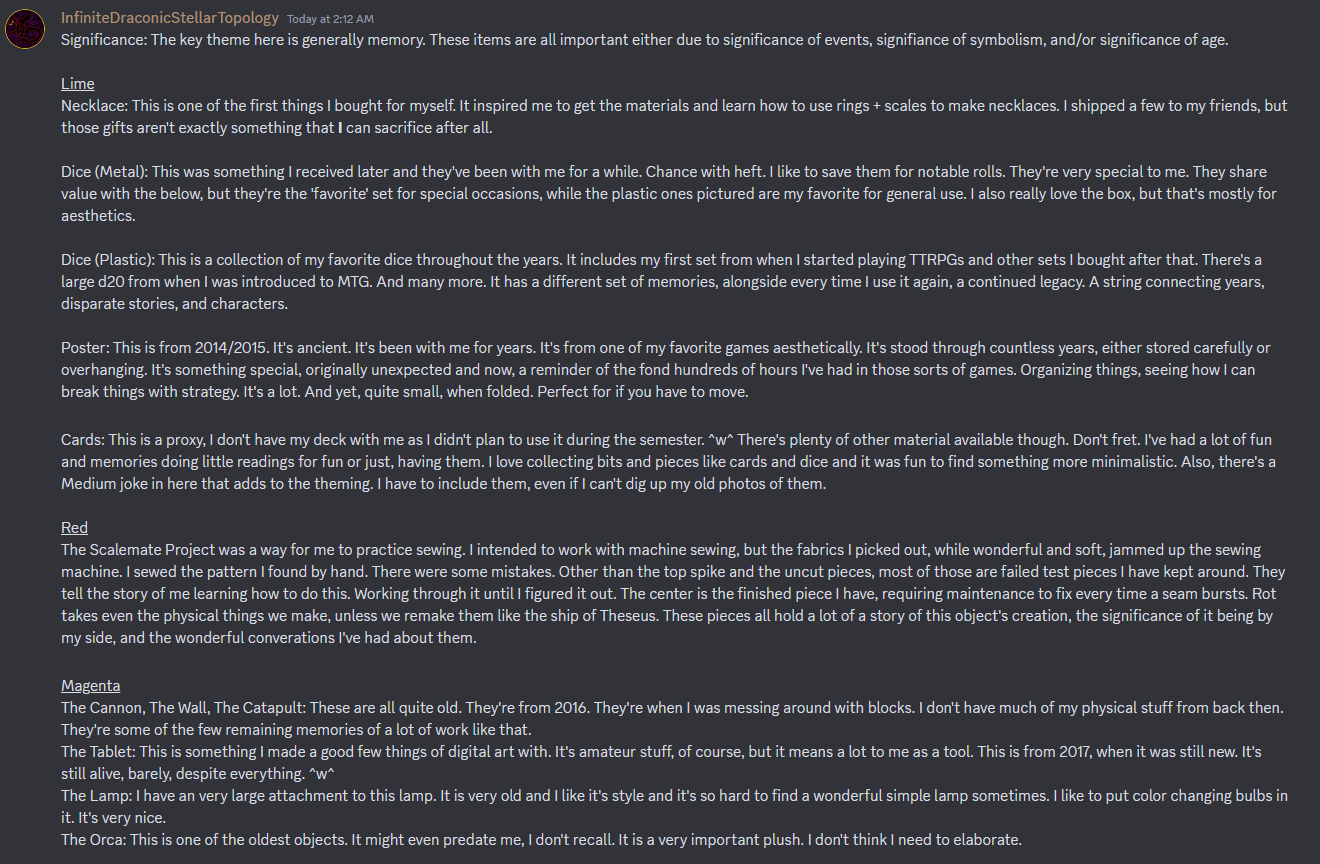 InfiniteDraconicStellarTopology Today at 2:12 AM
Significance: The key theme here is generally memory. These items are all important either due to significance of events, signifiance of symbolism, and/or significance of age.
Lime
Necklace: This is one of the first things I bought for myself. It inspired me to get the materials and learn how to use rings + scales to make necklaces. I shipped a few to my friends, but
those gifts aren't exactly something that I can sacrifice after all.
Dice (Metal): This was something I received later and they've been with me for a while. Chance with heft. I like to save them for notable rolls. They're very special to me. They share
value with the below, but they're the 'favorite' set for special occasions, while the plastic ones pictured are my favorite for general use. I also really love the box, but that's mostly for
aesthetics.
Dice (Plastic): This is a collection of my favorite dice throughout the years. It includes my first set from when I started playing TTRPGs and other sets I bought after that. There's a
large d20 from when I was introduced to MTG. And many more. It has a different set of memories, alongside every time I use it again, a continued legacy. A string connecting years,
disparate stories, and characters.
Poster: This is from 2014/2015. It's ancient. It's been with me for years. It's from one of my favorite games aesthetically. It's stood through countless years, either stored carefully or
overhanging. It's something special, originally unexpected and now, a reminder of the fond hundreds of hours I've had in those sorts of games. Organizing things, seeing how I can
break things with strategy. It's a lot. And yet, quite small, when folded. Perfect for if you have to move.
Cards: This is a proxy, I don't have my deck with me as I didn't plan to use it during the semester. ^w^ There's plenty of other material available though. Don't fret. I've had a lot of fun
and memories doing little readings for fun or just, having them. I love collecting bits and pieces like cards and dice and it was fun to find something more minimalistic. Also, there's a
Medium joke in here that adds to the theming. I have to include them, even if I can't dig up my old photos of them.
Red
The Scalemate Project was a way for me to practice sewing. I intended to work with machine sewing, but the fabrics I picked out, while wonderful and soft, jammed up the sewing
machine. I sewed the pattern I found by hand. There were some mistakes. Other than the top spike and the uncut pieces, most of those are failed test pieces I have kept around. They
tell the story of me learning how to do this. Working through it until I figured it out. The center is the finished piece I have, requiring maintenance to fix every time a seam bursts. Rot
takes even the physical things we make, unless we remake them like the ship of Theseus. These pieces all hold a lot of a story of this object's creation, the significance of it being by
my side, and the wonderful converations I've had about them.
Magenta
The Cannon, The Wall, The Catapult: These are all quite old. They're from 2016. They're when I was messing around with blocks. I don't have much of my physical stuff from back then.
They're some of the few remaining memories of a lot of work like that.
The Tablet: This is something I made a good few things of digital art with. It's amateur stuff, of course, but it means a lot to me as a tool. This is from 2017, when it was still new. It's
still alive, barely, despite everything. ^w^
The Lamp: I have an very large attachment to this lamp. It is very old and I like it's style and it's so hard to find a wonderful simple lamp sometimes. I like to put color changing bulbs in
it. It's very nice.
The Orca: This is one of the oldest objects. It might even predate me, I don't recall. It is a very important plush. I don't think I need to elaborate.